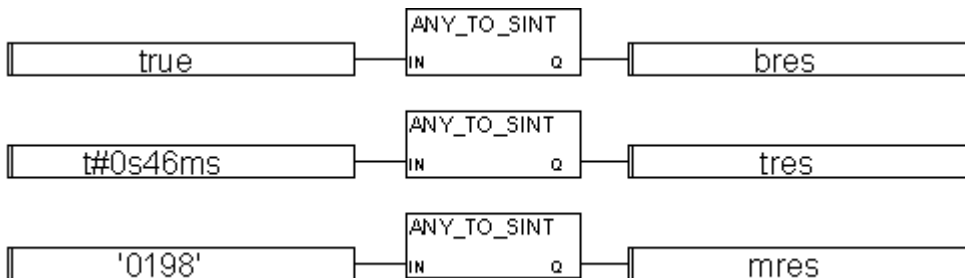 ANY_TO_SINT
true IN Q bres
ANY_TO_SINT
t#0s46ms IN Q tres
ANY_TO_SINT
'0198' IN Q mres